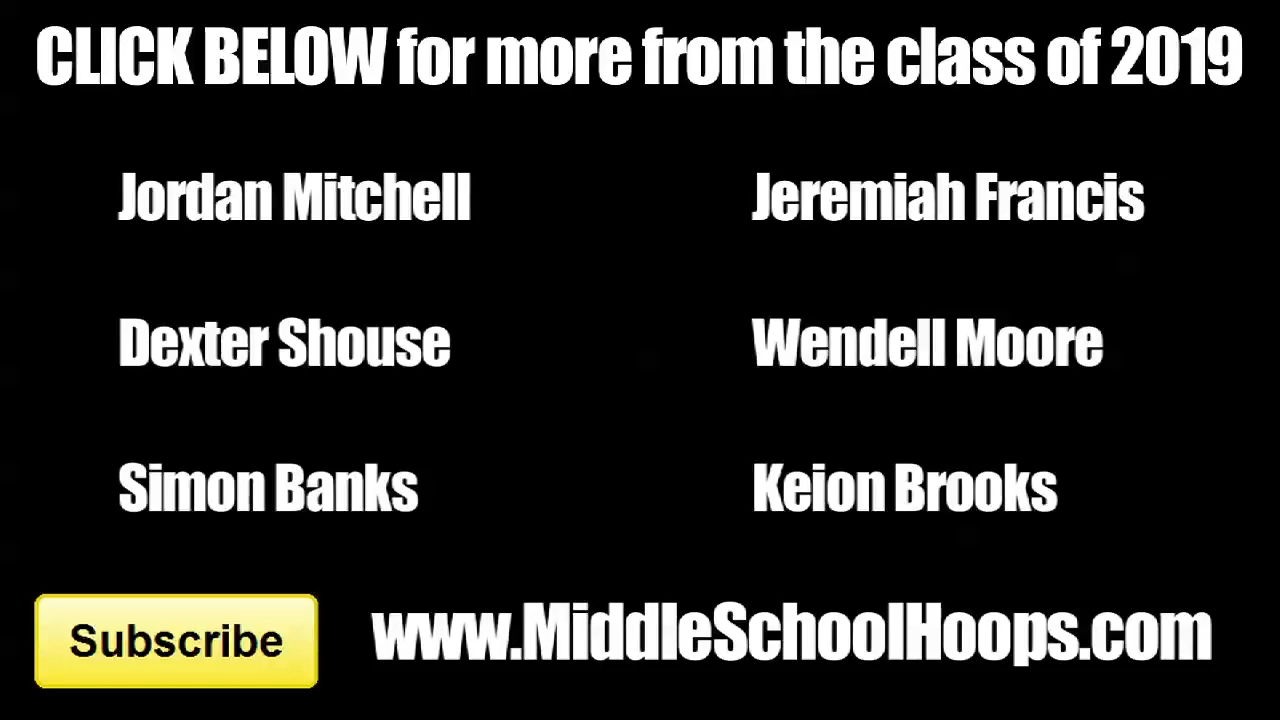 CLICK BELOW for more from the class of 2019
Jordan Mitchell
Jeremiah Francis
Dexter Shouse
Wendell Moore
Simon Banks
Keion Brooks
Subscribe
www.MiddleSchoolHoops.com